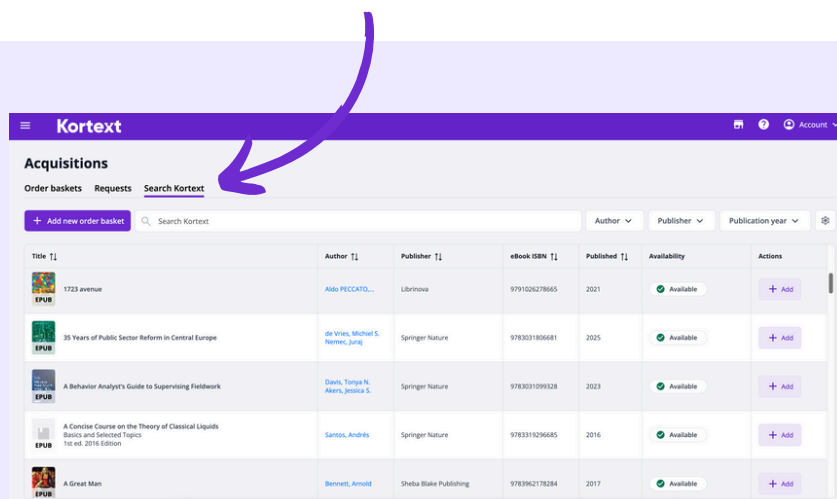 Kortext
Account
Acquisitions
Order baskets Requests Search Kortext
+ Add new order basket Search Kortext Author Publisher Publication year
Title Author Publisher eBook ISBN Published Availability Actions
EPUB 1723 avenue Aldo PECCATO,... Librinova 9791026278665 2021 Available + Add
de Vries, Michiel S.
35 Years of Public Sector Reform in Central Europe Springer Nature 9783031806681 2025 Available + Add
Nemec, Juraj
EPUB
Davis, Tonya N.
A Behavior Analyst's Guide to Supervising Fieldwork Springer Nature 9783031099328 2023 Available + Add
Akers, Jessica S.
EPUB
A Concise Course on the Theory of Classical Liquids
Basics and Selected Topics Santos, Andrés Springer Nature 9783319296685 2016 Available + Add
1st ed. 2016 Edition
EPUB
A Great Man Bennett, Arnold Sheba Blake Publishing 9783962178284 2017 Available + Add
EPUB